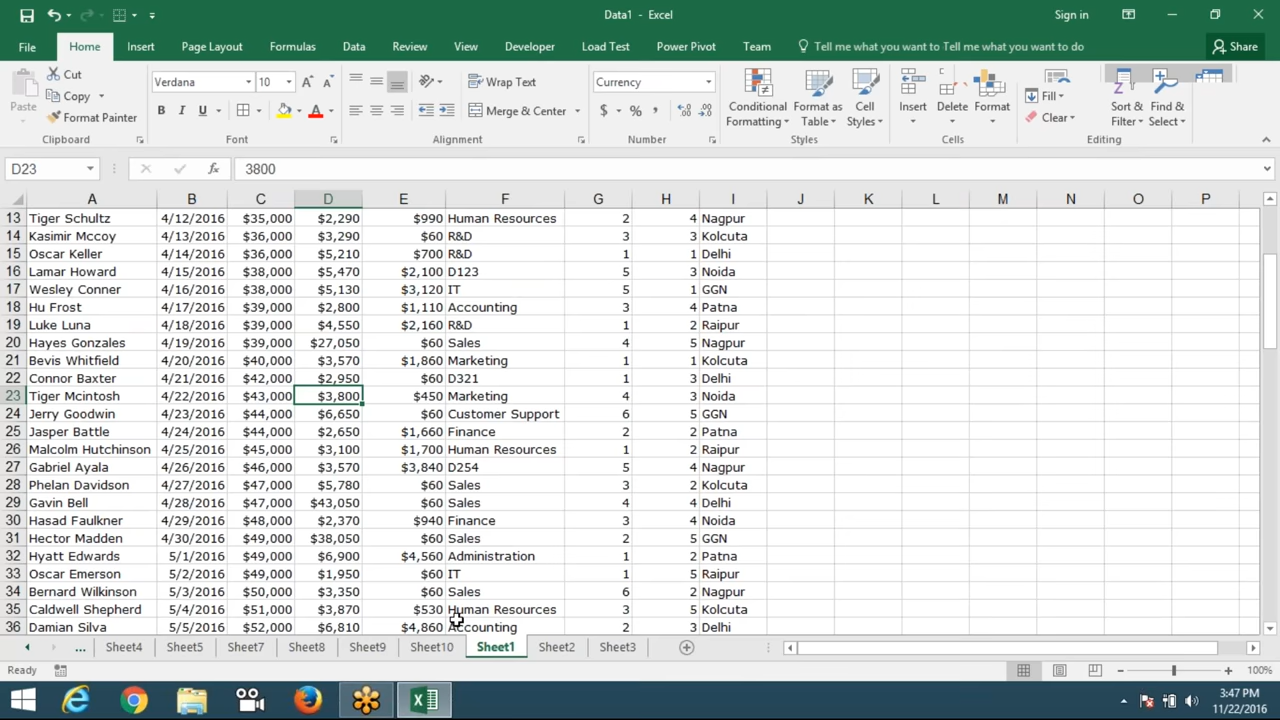 Data1 - Excel
Sign in
File Home Insert Page Layout Formulas Data Review View Developer Load Test Power Pivot Team Tell me what you want to Tell me what you want to do Share
Paste
Cut
Copy
Format Painter
Clipboard
Verdana 10
B I U
Font
Wrap Text
Merge & Center
Alignment
Currency
$ % ,
Number
Conditional Formatting
Format as Table
Cell Styles
Styles
Insert
Delete
Format
Cells
Fill
Clear
Sort & Filter
Find & Select
Editing
D23 fx 3800
A B C D E F G H I J K L M N O P
13 Tiger Schultz 4/12/2016 $35,000 $2,290 $990 Human Resources 2 4 Nagpur
14 Kasimir Mccoy 4/13/2016 $36,000 $3,290 $60 R&D 3 3 Kolcuta
15 Oscar Keller 4/14/2016 $36,000 $5,210 $700 R&D 1 1 Delhi
16 Lamar Howard 4/15/2016 $38,000 $5,470 $2,100 D123 5 3 Noida
17 Wesley Conner 4/16/2016 $38,000 $5,130 $3,120 IT 5 1 GGN
18 Hu Frost 4/17/2016 $39,000 $2,800 $1,110 Accounting 3 4 Patna
19 Luke Luna 4/18/2016 $39,000 $4,550 $2,160 R&D 1 2 Raipur
20 Hayes Gonzales 4/19/2016 $39,000 $27,050 $60 Sales 4 5 Nagpur
21 Bevis Whitfield 4/20/2016 $40,000 $3,570 $1,860 Marketing 1 1 Kolcuta
22 Connor Baxter 4/21/2016 $42,000 $2,950 $60 D321 1 3 Delhi
23 Tiger Mcintosh 4/22/2016 $43,000 $3,800 $450 Marketing 4 3 Noida
24 Jerry Goodwin 4/23/2016 $44,000 $6,650 $60 Customer Support 6 5 GGN
25 Jasper Battle 4/24/2016 $44,000 $2,650 $1,660 Finance 2 2 Patna
26 Malcolm Hutchinson 4/25/2016 $45,000 $3,100 $1,700 Human Resources 1 2 Raipur
27 Gabriel Ayala 4/26/2016 $46,000 $3,570 $3,840 D254 5 4 Nagpur
28 Phelan Davidson 4/27/2016 $47,000 $5,780 $60 Sales 3 2 Kolcuta
29 Gavin Bell 4/28/2016 $47,000 $43,050 $60 Sales 4 4 Delhi
30 Hasad Faulkner 4/29/2016 $48,000 $2,370 $940 Finance 3 4 Noida
31 Hector Madden 4/30/2016 $49,000 $38,050 $60 Sales 2 5 GGN
32 Hyatt Edwards 5/1/2016 $49,000 $6,900 $4,560 Administration 1 2 Patna
33 Oscar Emerson 5/2/2016 $49,000 $1,950 $60 IT 1 5 Raipur
34 Bernard Wilkinson 5/3/2016 $50,000 $3,350 $60 Sales 6 2 Nagpur
35 Caldwell Shepherd 5/4/2016 $51,000 $3,870 $530 Human Resources 3 5 Kolcuta
36 Damian Silva 5/5/2016 $52,000 $6,810 $4,860 Accounting 2 3 Delhi
... Sheet4 Sheet5 Sheet7 Sheet8 Sheet9 Sheet10 Sheet1 Sheet2 Sheet3
Ready 100%
3:47 PM
11/22/2016